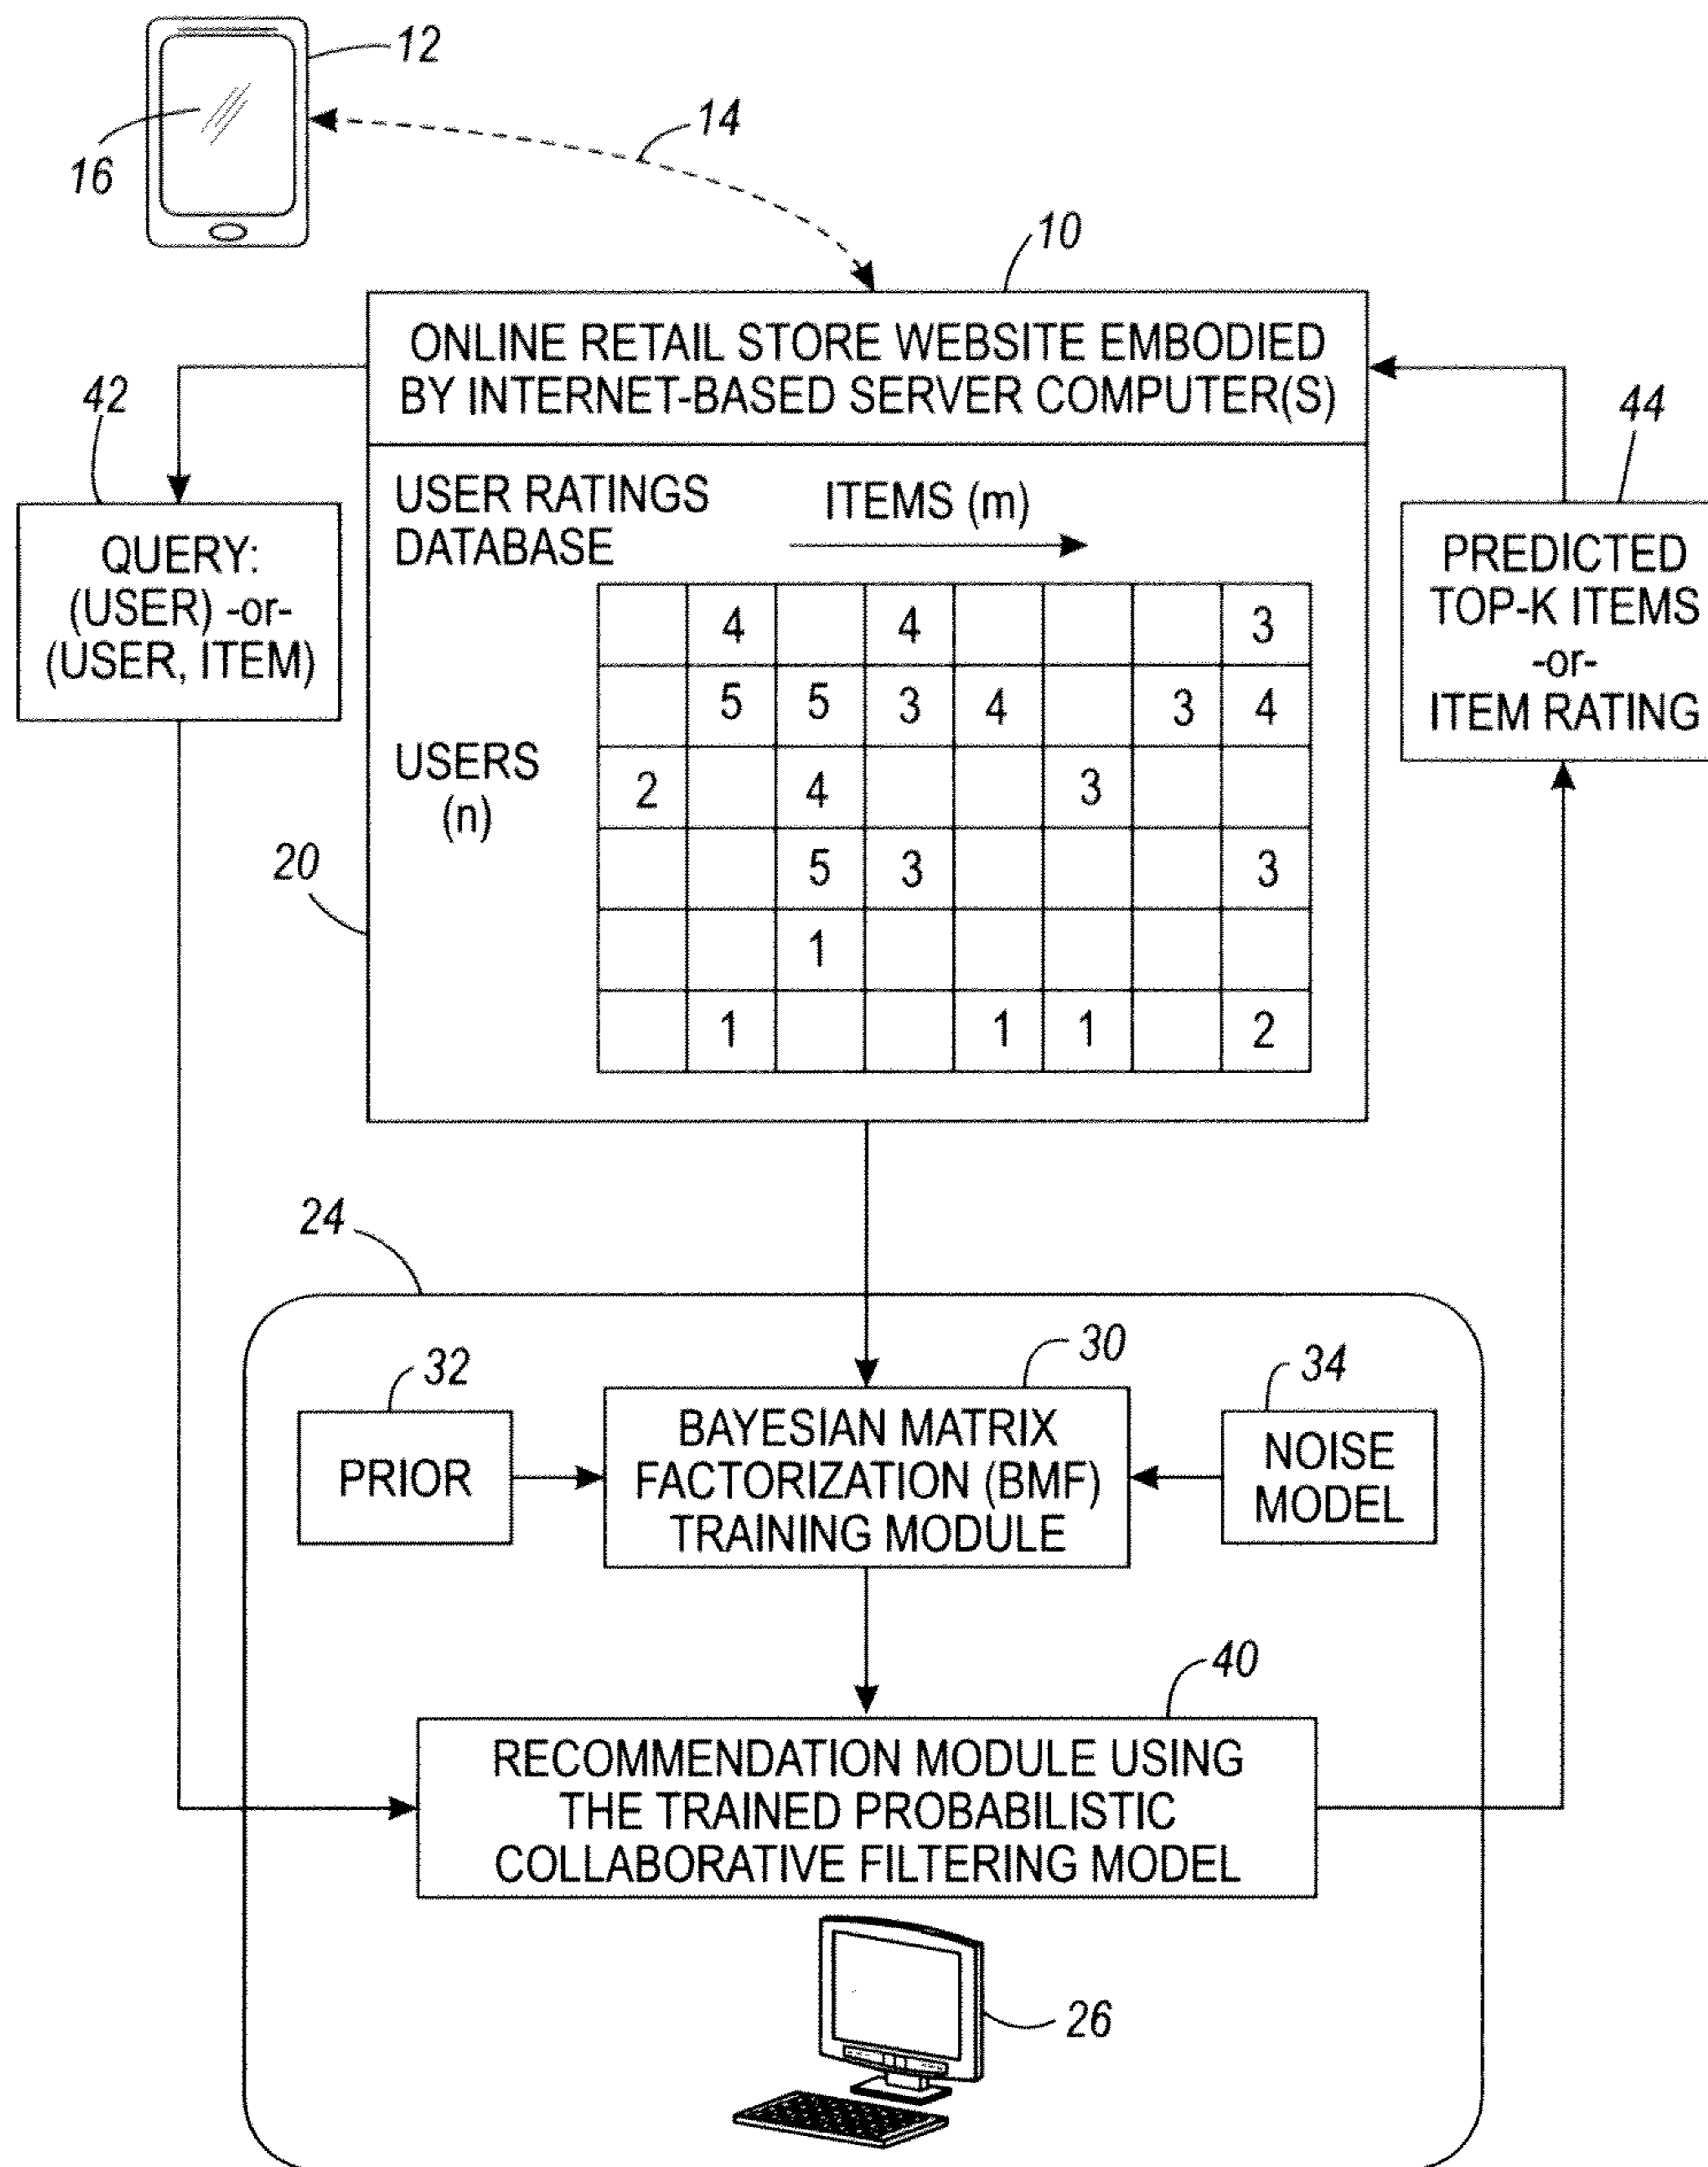 12
14
16
10
ONLINE RETAIL STORE WEBSITE EMBODIED
BY INTERNET-BASED SERVER COMPUTER(S)
42
QUERY:
(USER) -or-
(USER, ITEM)
44
PREDICTED
TOP-K ITEMS
-or-
ITEM RATING
USER RATINGS
DATABASE
ITEMS (m)
USERS
(n)
20
4 4 3
5 5 3 4 3 4
2 4 3
5 3 3
1
1 1 1 2
24
32
PRIOR
30
BAYESIAN MATRIX
FACTORIZATION (BMF)
TRAINING MODULE
34
NOISE
MODEL
40
RECOMMENDATION MODULE USING
THE TRAINED PROBABILISTIC
COLLABORATIVE FILTERING MODEL
26